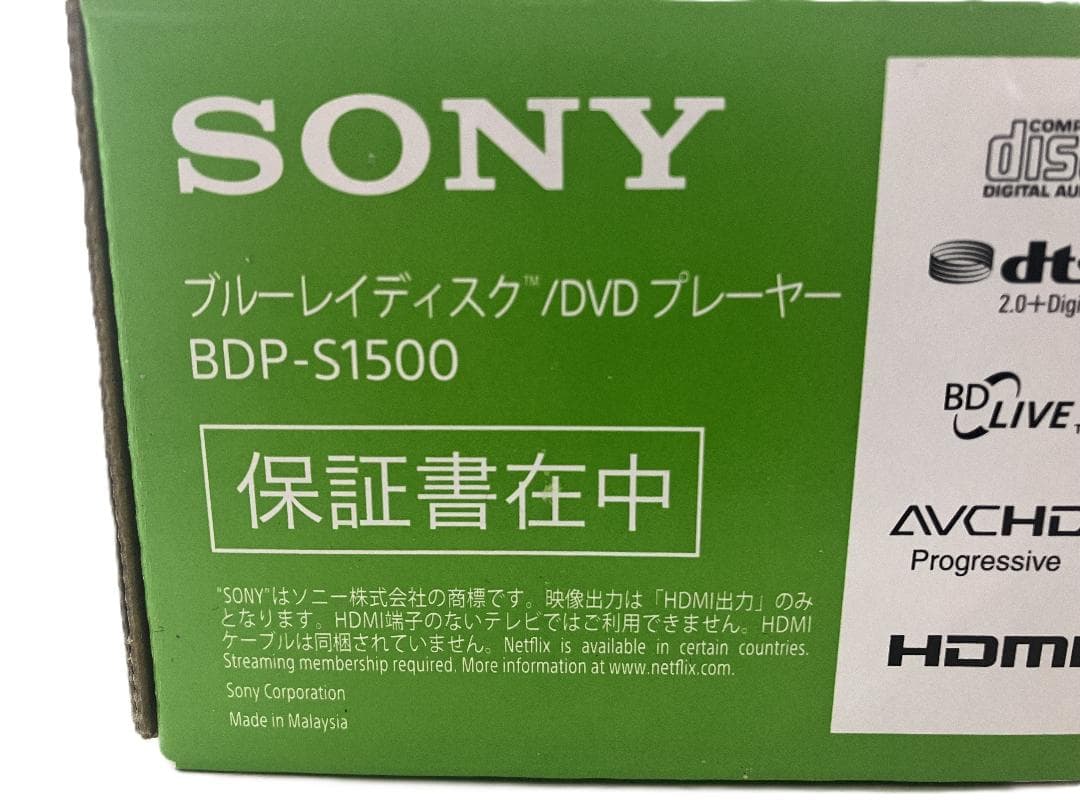 SONY
ブルーレイディスク™/DVD プレーヤー
BDP-S1500
保証書在中
"SONY"はソニー株式会社の商標です。映像出力は「HDMI出力」のみ
となります。HDMI端子のないテレビではご利用できません。HDMI
ケーブルは同梱されていません。Netflix is available in certain countries.
Streaming membership required. More information at www.netflix.com.
Sony Corporation
Made in Malaysia
DIGITAL
dts
2.0+
BD LIVE
AVCHD
Progressive
HDMI